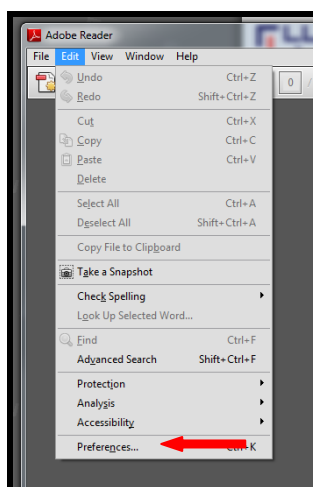 Adobe Reader
File Edit View Window Help
0 /
Undo Ctrl+Z
Redo Shift+Ctrl+Z
Cut Ctrl+X
Copy Ctrl+C
Paste Ctrl+V
Delete
Select All Ctrl+A
Deselect All Shift+Ctrl+A
Copy File to Clipboard
Take a Snapshot
Check Spelling
Look Up Selected Word...
Find Ctrl+F
Advanced Search Shift+Ctrl+F
Protection
Analysis
Accessibility
Preferences... Ctrl+K